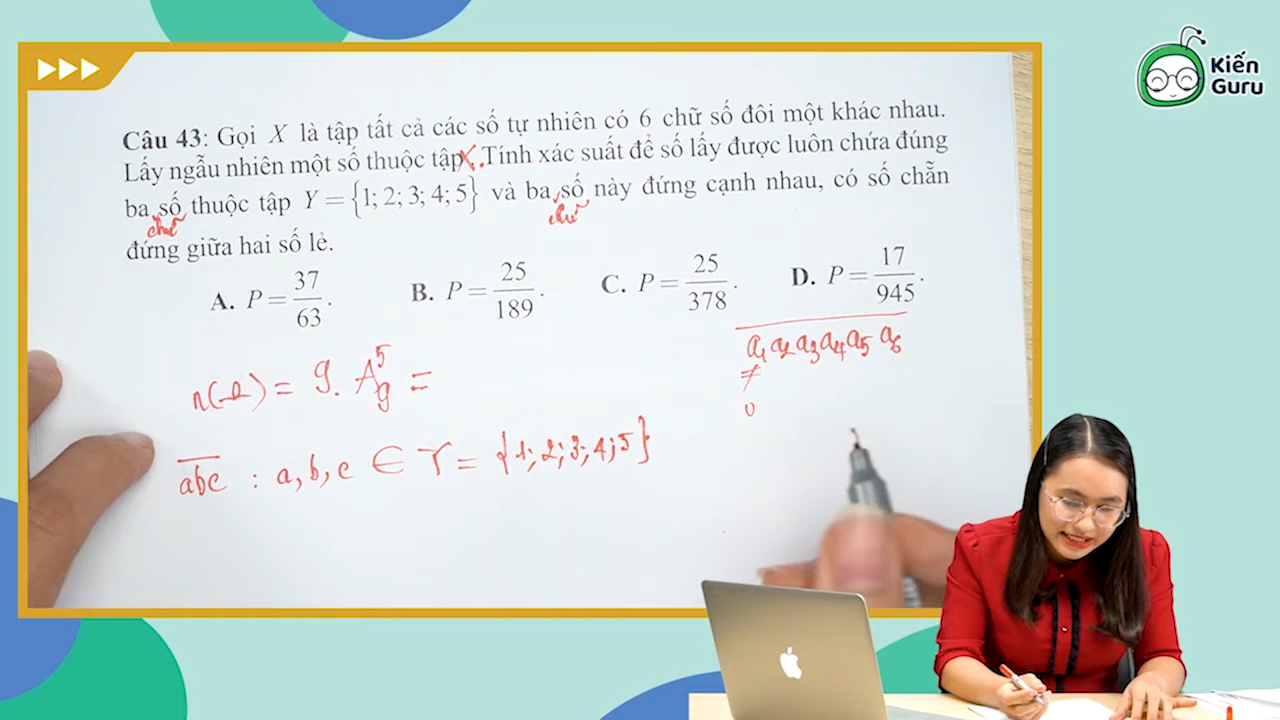 Kiến
Guru
Câu 43: Gọi X là tập tất cả các số tự nhiên có 6 chữ số đôi một khác nhau.
Lấy ngẫu nhiên một số thuộc tập X. Tính xác suất để số lấy được luôn chứa đúng
ba số thuộc tập Y = {1; 2; 3; 4; 5} và ba số này đứng cạnh nhau, có số chẵn
chữ chữ
đứng giữa hai số lẻ.
A. P = 37/63. B. P = 25/189. C. P = 25/378. D. P = 17/945.
a₁ a₂ a₃ a₄ a₅ a₆
≠
0
n(Ω) = 9. A₉⁵ =
abc : a, b, c ∈ Y = {1; 2; 3; 4; 5}